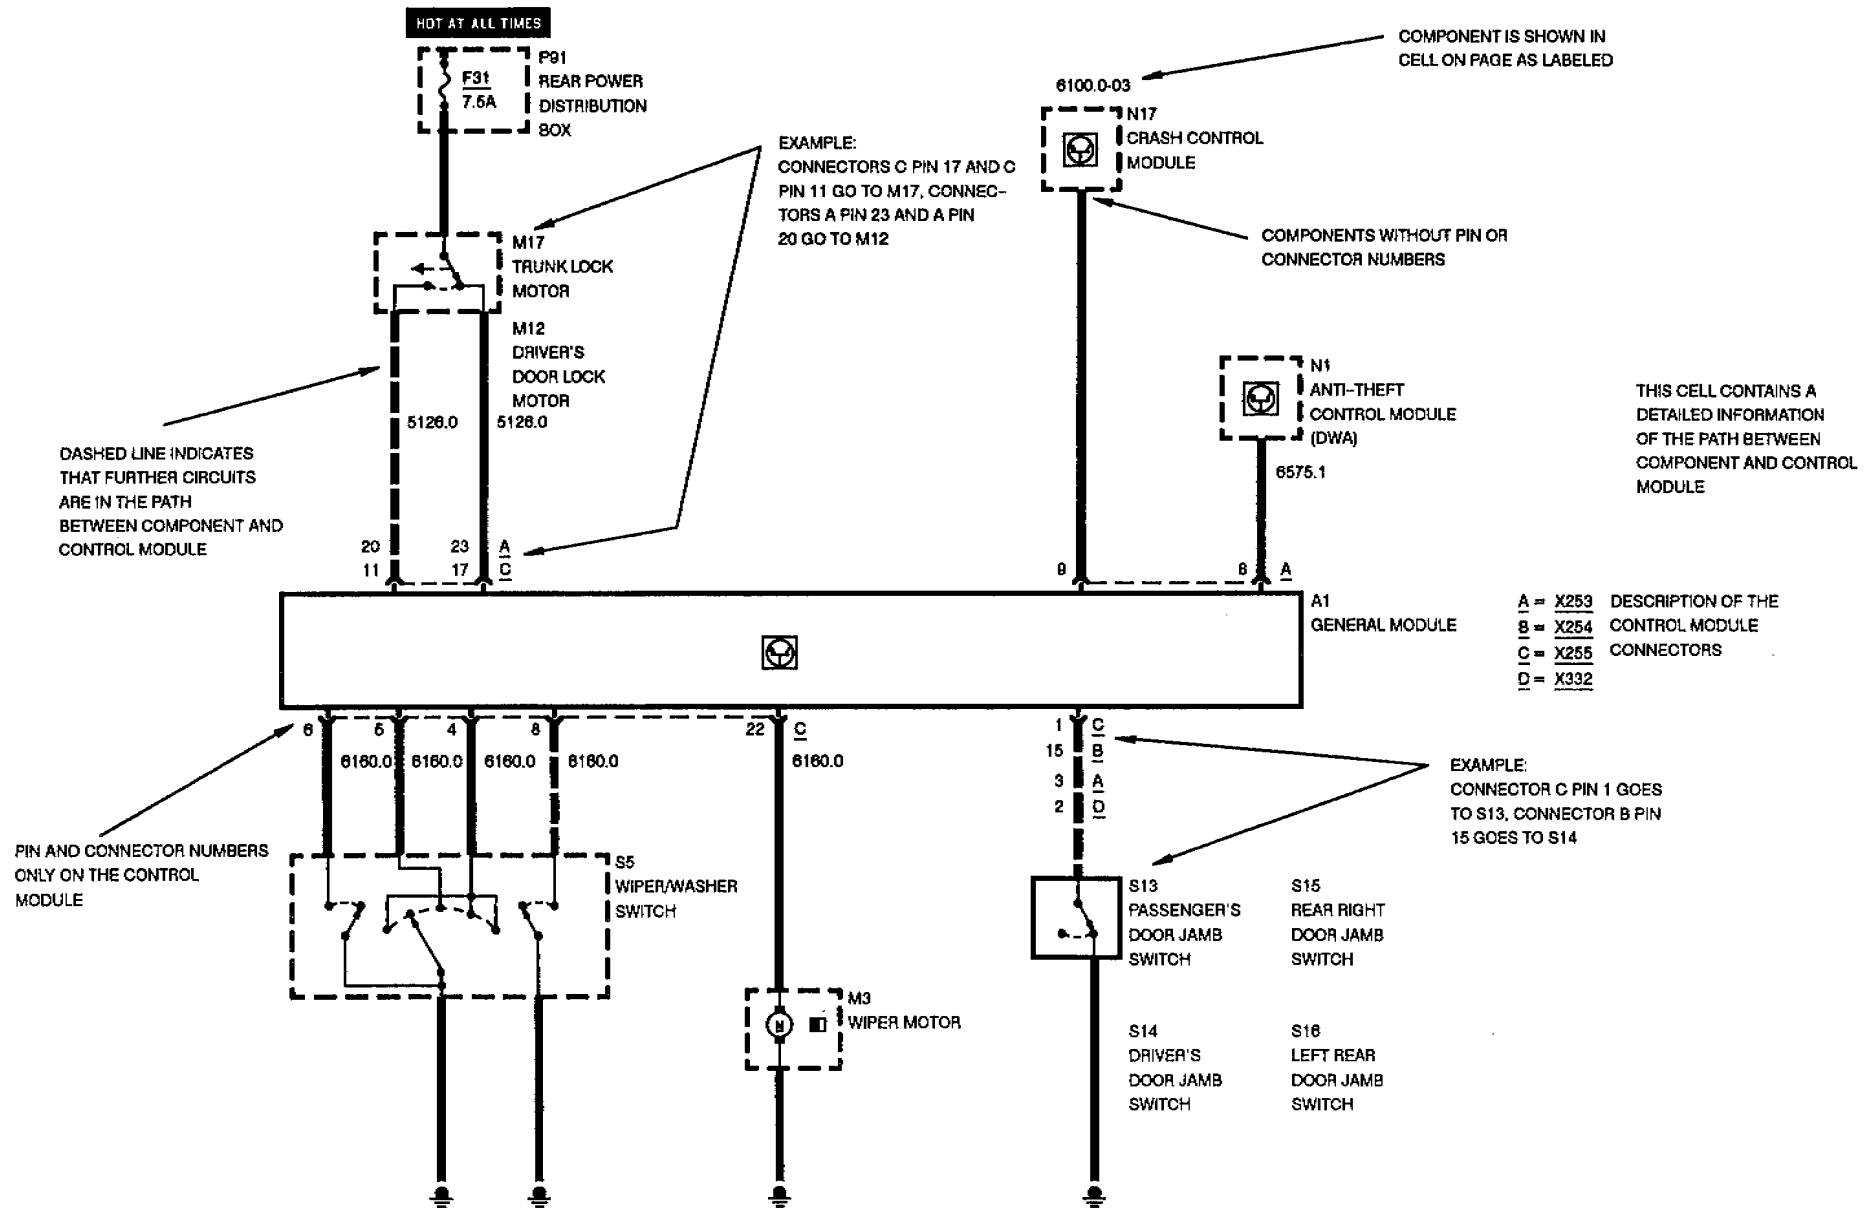 HOT AT ALL TIMES
P91
REAR POWER
DISTRIBUTION
BOX
F31
7.5A
COMPONENT IS SHOWN IN
CELL ON PAGE AS LABELED
6100.0-03
N17
CRASH CONTROL
MODULE
EXAMPLE:
CONNECTORS C PIN 17 AND C
PIN 11 GO TO M17, CONNEC-
TORS A PIN 23 AND A PIN
20 GO TO M12
COMPONENTS WITHOUT PIN OR
CONNECTOR NUMBERS
M17
TRUNK LOCK
MOTOR
M12
DRIVER'S
DOOR LOCK
MOTOR
5126.0
5126.0
N1
ANTI-THEFT
CONTROL MODULE
(DWA)
6575.1
THIS CELL CONTAINS A
DETAILED INFORMATION
OF THE PATH BETWEEN
COMPONENT AND CONTROL
MODULE
DASHED LINE INDICATES
THAT FURTHER CIRCUITS
ARE IN THE PATH
BETWEEN COMPONENT AND
CONTROL MODULE
20 23 A
11 17 C
9 8 A
A1
GENERAL MODULE
A = X253 DESCRIPTION OF THE
B = X254 CONTROL MODULE
C = X255 CONNECTORS
D = X332
6 5 4 8 22 C
6160.0 6160.0 6160.0 6160.0 6160.0
1 C
15 B
3 A
2 D
EXAMPLE:
CONNECTOR C PIN 1 GOES
TO S13, CONNECTOR B PIN
15 GOES TO S14
PIN AND CONNECTOR NUMBERS
ONLY ON THE CONTROL
MODULE
S5
WIPER/WASHER
SWITCH
S13
PASSENGER'S
DOOR JAMB
SWITCH
S15
REAR RIGHT
DOOR JAMB
SWITCH
M
M3
WIPER MOTOR
S14
DRIVER'S
DOOR JAMB
SWITCH
S16
LEFT REAR
DOOR JAMB
SWITCH